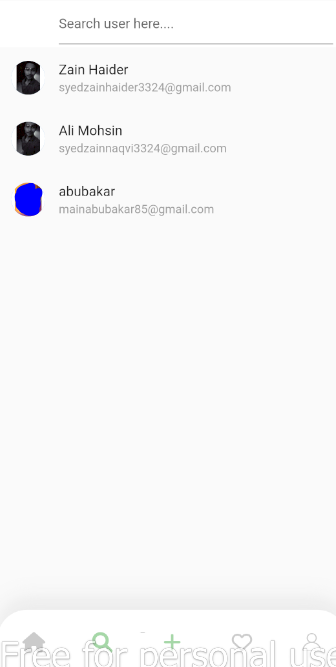 Search user here....
Zain Haider
syedzainhaider3324@gmail.com
Ali Mohsin
syedzainnaqvi3324@gmail.com
abubakar
mainabubakar85@gmail.com
Free for personal use